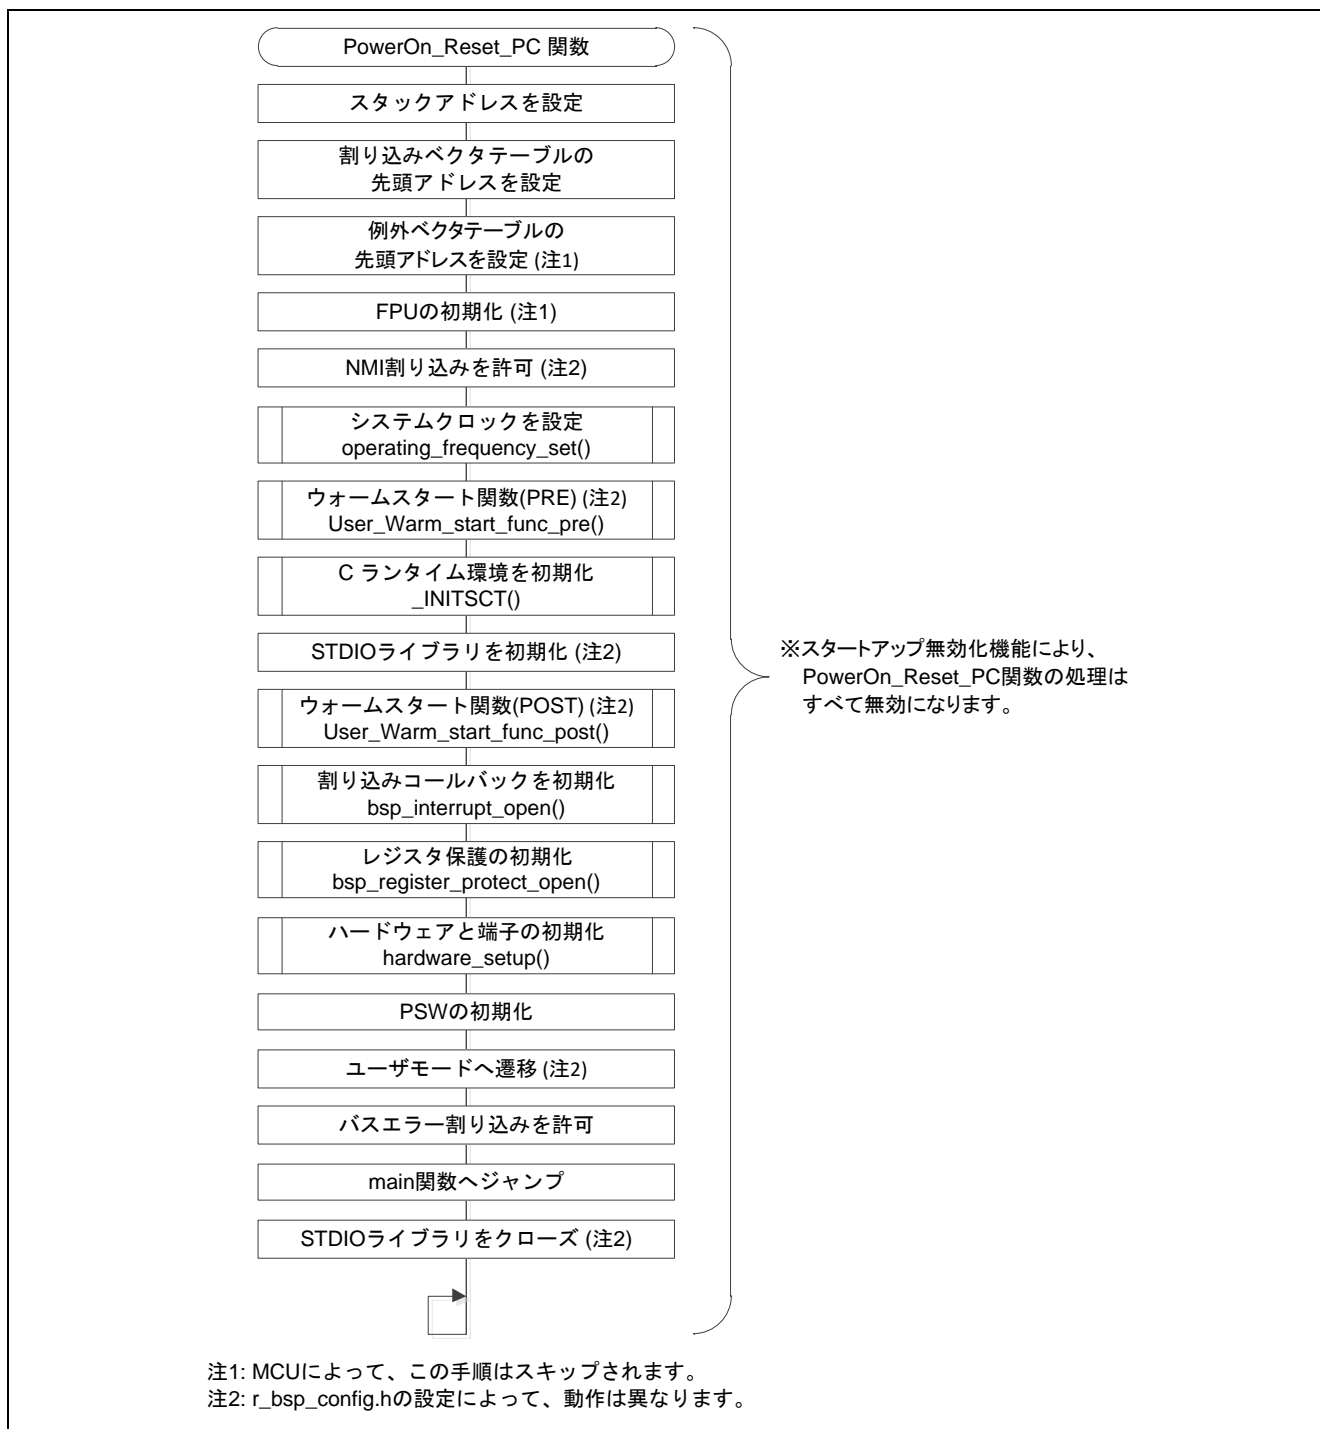 PowerOn_Reset_PC 関数
スタックアドレスを設定
割り込みベクタテーブルの
先頭アドレスを設定
例外ベクタテーブルの
先頭アドレスを設定 (注1)
FPUの初期化 (注1)
NMI割り込みを許可 (注2)
システムクロックを設定
operating_frequency_set()
ウォームスタート関数(PRE) (注2)
User_Warm_start_func_pre()
C ランタイム環境を初期化
_INITSCT()
STDIOライブラリを初期化 (注2)
ウォームスタート関数(POST) (注2)
User_Warm_start_func_post()
割り込みコールバックを初期化
bsp_interrupt_open()
レジスタ保護の初期化
bsp_register_protect_open()
ハードウェアと端子の初期化
hardware_setup()
PSWの初期化
ユーザモードへ遷移 (注2)
バスエラー割り込みを許可
main関数へジャンプ
STDIOライブラリをクローズ (注2)
※スタートアップ無効化機能により、
PowerOn_Reset_PC関数の処理は
すべて無効になります。
注1: MCUによって、この手順はスキップされます。
注2: r_bsp_config.hの設定によって、動作は異なります。